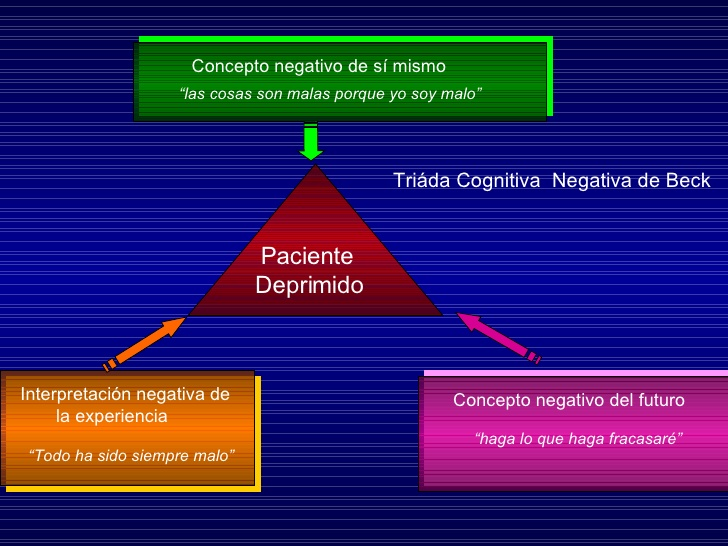 Concepto negativo de sí mismo
“las cosas son malas porque yo soy malo”
Triáda Cognitiva Negativa de Beck
Paciente
Deprimido
Interpretación negativa de
la experiencia
“Todo ha sido siempre malo”
Concepto negativo del futuro
“haga lo que haga fracasaré”